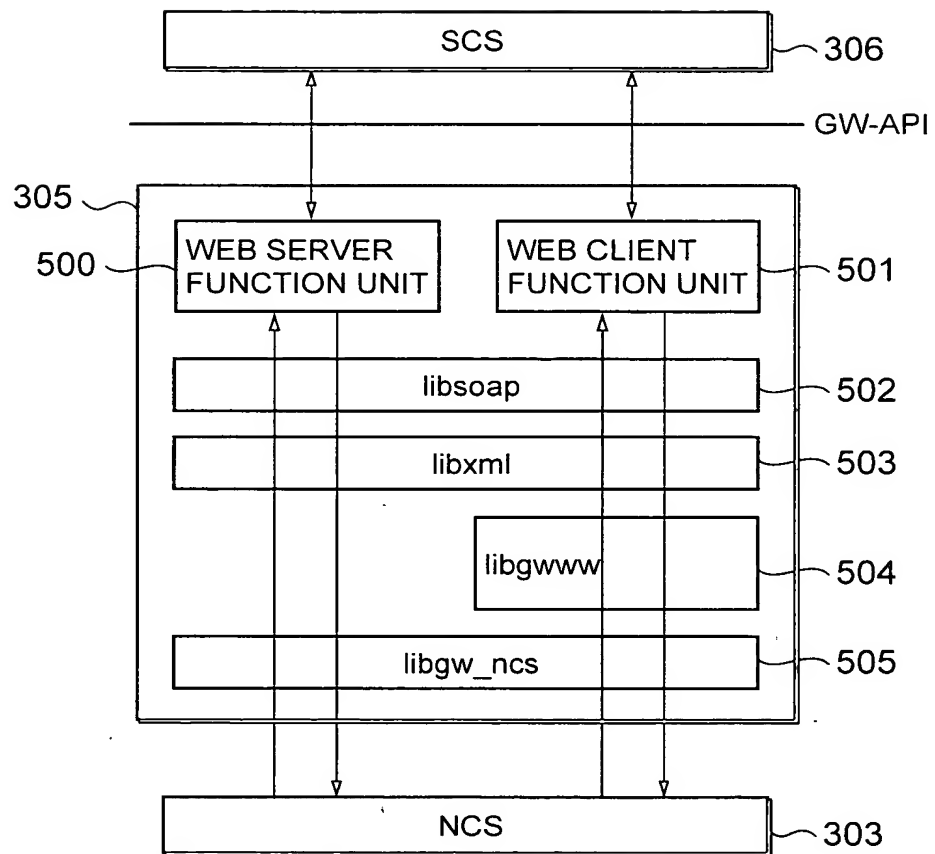 SCS
306
GW-API
305
WEB SERVER
FUNCTION UNIT
500
WEB CLIENT
FUNCTION UNIT
501
libsoap
502
libxml
503
libgwww
504
libgw_ncs
505
NCS
303